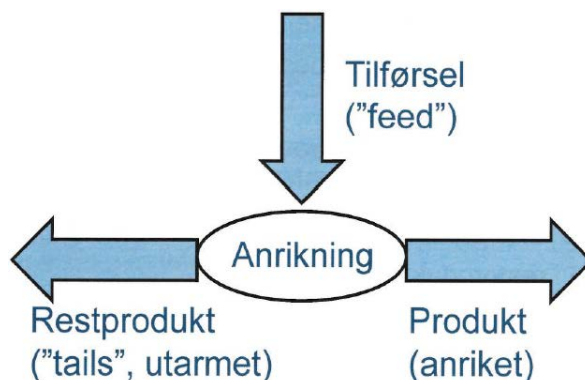 Tilførsel
(”feed”)
Anrikning
Restprodukt
(”tails”, utarmet)
Produkt
(anriket)